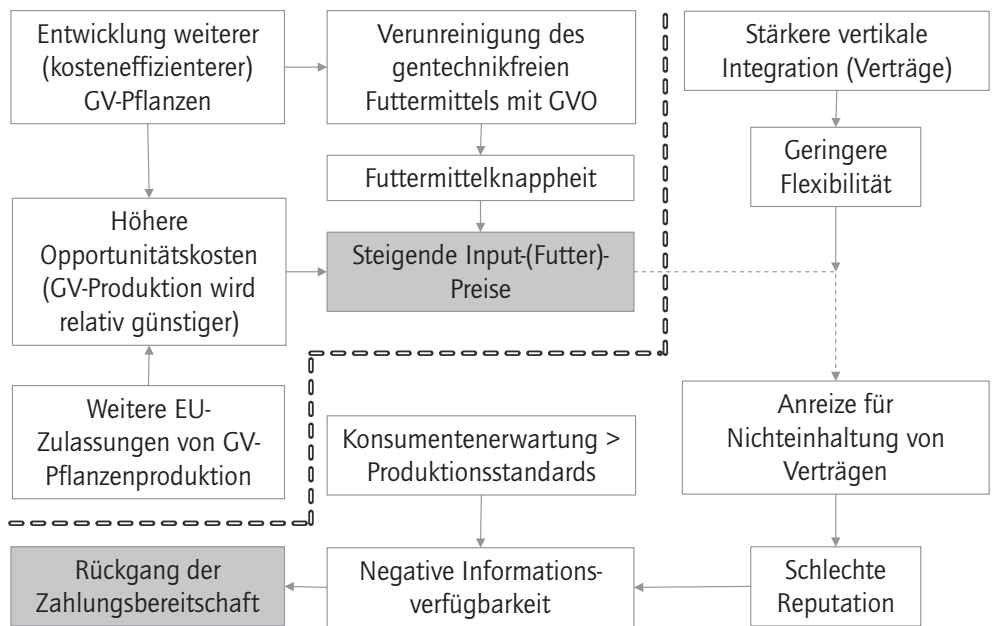 Entwicklung weiterer
(kosteneffizienterer)
GV-Pflanzen
Verunreinigung des
gentechnikfreien
Futtermittels mit GVO
Stärkere vertikale
Integration (Verträge)
Geringere
Flexibilität
Futtermittelknappheit
Höhere
Opportunitätskosten
(GV-Produktion wird
relativ günstiger)
Steigende Input-(Futter)-
Preise
Weitere EU-
Zulassungen von GV-
Pflanzenproduktion
Konsumentenerwartung >
Produktionsstandards
Anreize für
Nichteinhaltung von
Verträgen
Rückgang der
Zahlungsbereitschaft
Negative Informations-
verfügbarkeit
Schlechte
Reputation